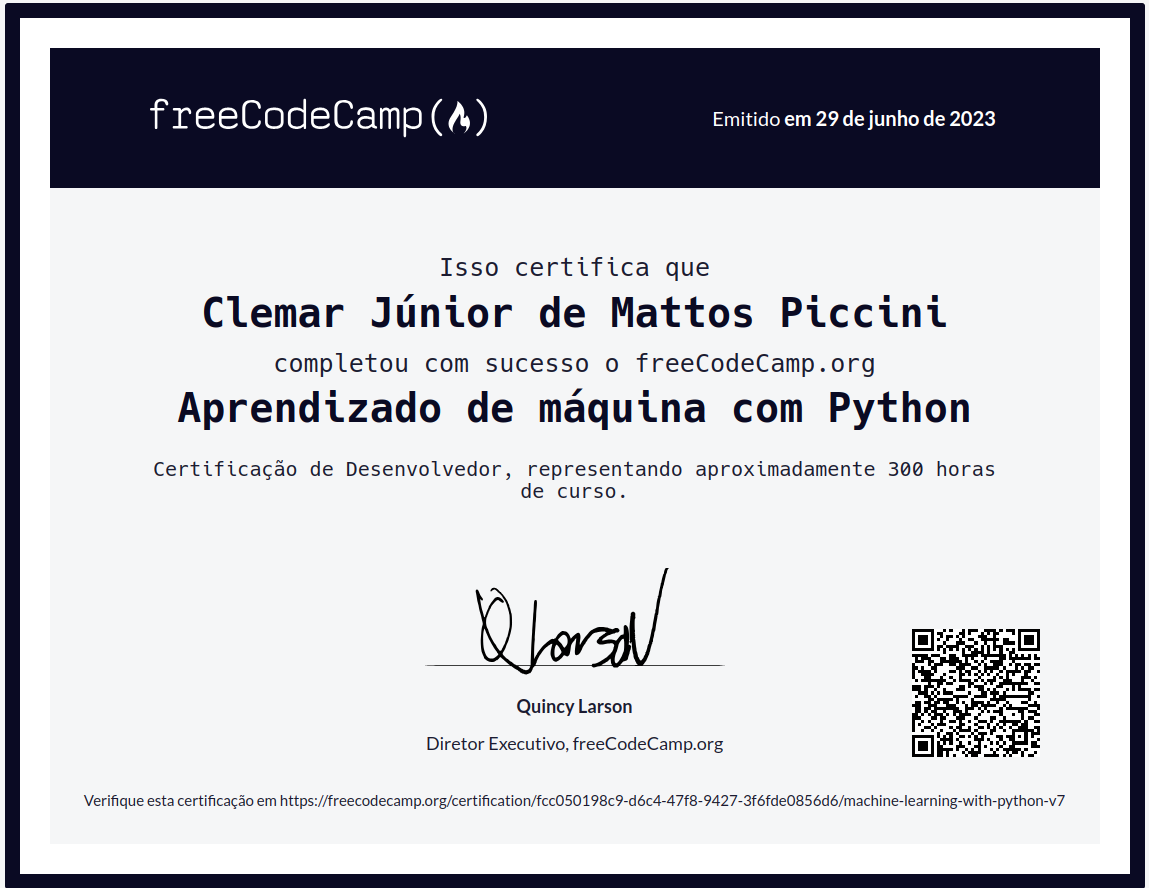 freeCodeCamp
Emitido em 29 de junho de 2023
Isso certifica que
Clemar Júnior de Mattos Piccini
completou com sucesso o freeCodeCamp.org
Aprendizado de máquina com Python
Certificação de Desenvolvedor, representando aproximadamente 300 horas
de curso.
Q Larson
Quincy Larson
Diretor Executivo, freeCodeCamp.org
Verifique esta certificação em https://freecodecamp.org/certification/fcc050198c9-d6c4-47f8-9427-3f6fde0856d6/machine-learning-with-python-v7